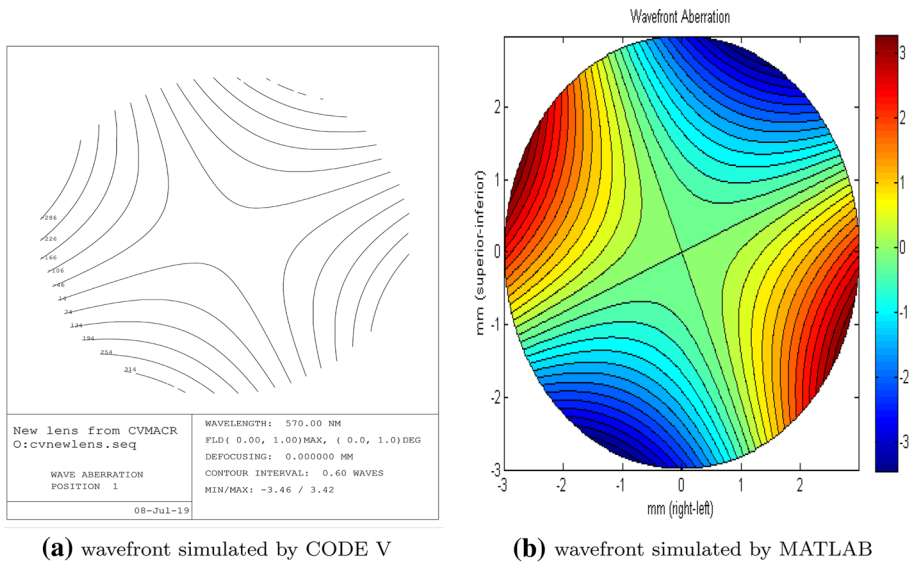 -286
-226
-166
-106
-46
14
74
134
194
254
314
New lens from CVMACR
O:cvnewlens.seq
WAVE ABERRATION
POSITION 1
08-Jul-19
WAVELENGTH: 570.00 NM
FLD( 0.00, 1.00)MAX, ( 0.0, 1.0)DEG
DEFOCUSING: 0.000000 MM
CONTOUR INTERVAL: 0.60 WAVES
MIN/MAX: -3.46 / 3.42
(a) wavefront simulated by CODE V
Wavefront Aberration
mm (superior-inferior)
2
1
0
-1
-2
-3
-3
-2
-1
0
1
2
mm (right-left)
3
2
1
0
-1
-2
-3
(b) wavefront simulated by MATLAB